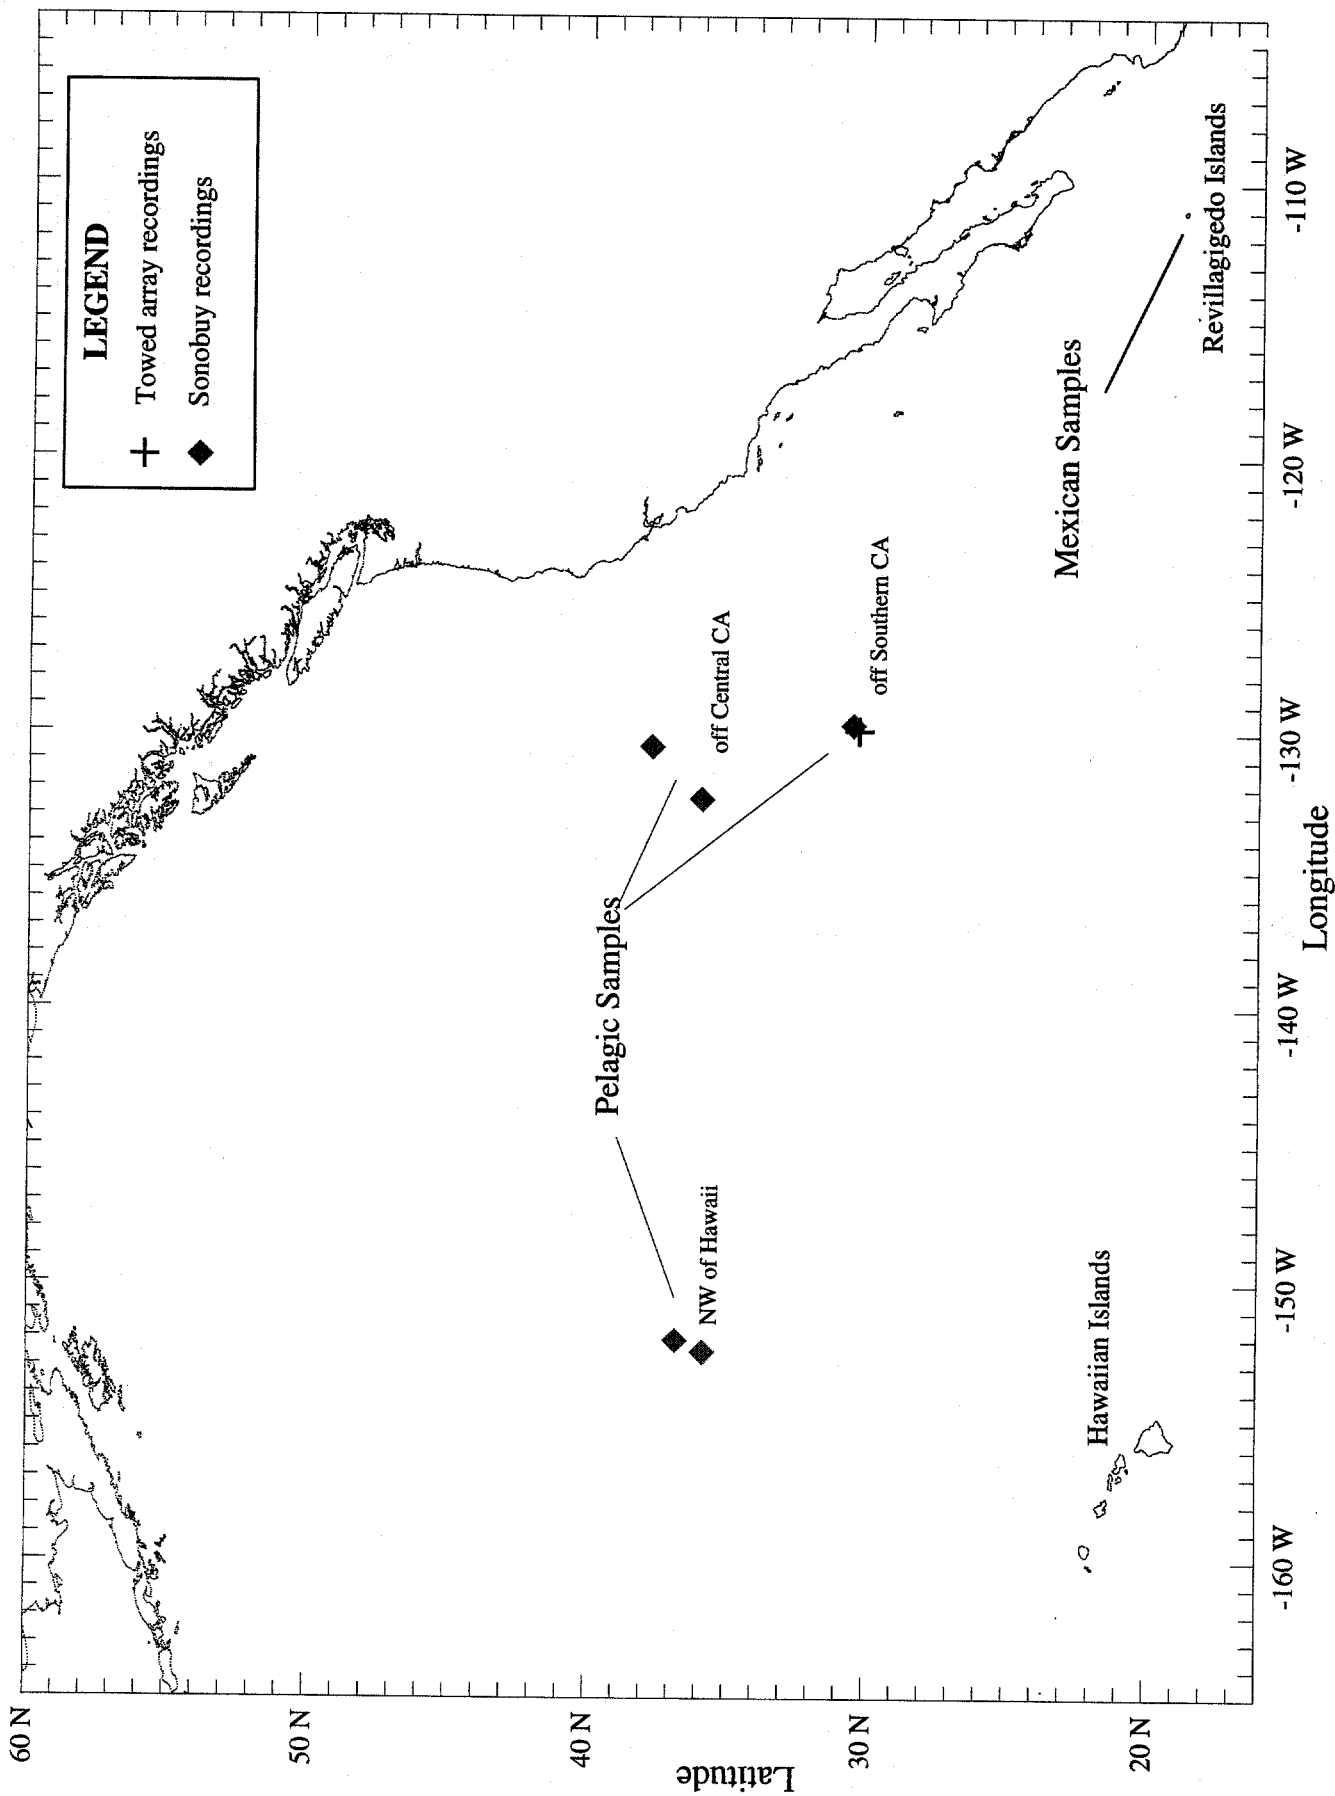 LEGEND
Towed array recordings
Sonobuy recordings
60 N
50 N
40 N
30 N
20 N
Latitude
Pelagic Samples
NW of Hawaii
off Central CA
off Southern CA
Mexican Samples
Hawaiian Islands
Revillagigedo Islands
-160 W
-150 W
-140 W
-130 W
-120 W
-110 W
Longitude